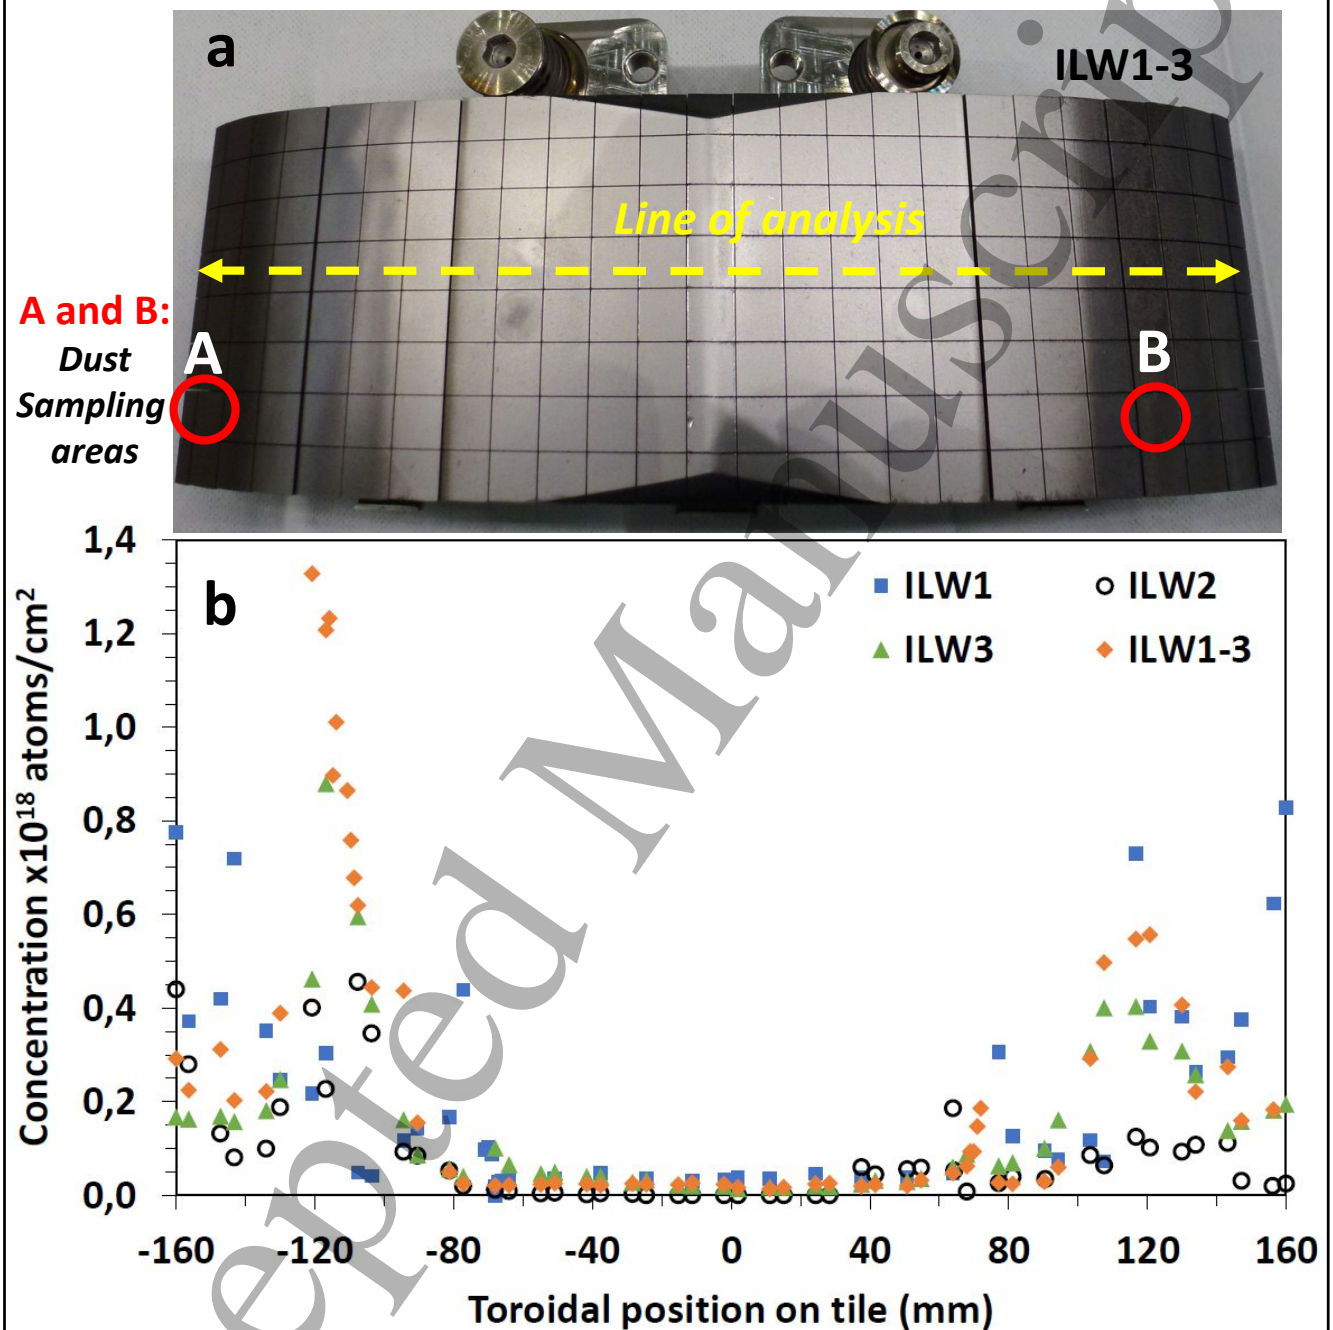 a
ILW1-3
Line of analysis
A and B:
Dust
Sampling
areas
A
B
b
ILW1
ILW2
ILW3
ILW1-3
Concentration x10¹⁸ atoms/cm²
1,4
1,2
1,0
0,8
0,6
0,4
0,2
0,0
-160 -120 -80 -40 0 40 80 120 160
Toroidal position on tile (mm)
epted Manuscrip